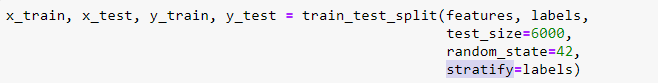 x_train, x_test, y_train, y_test = train_test_split(features, labels,
test_size=6000,
random_state=42,
stratify=labels)